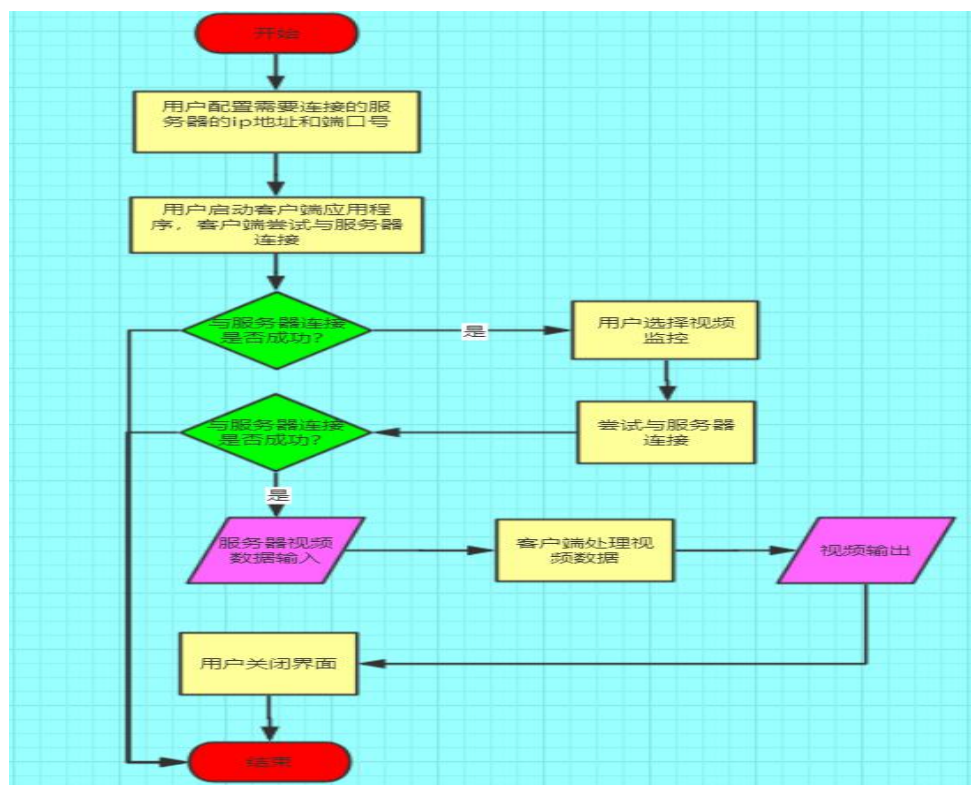 开始
用户配置需要连接的服
务器的ip地址和端口号
用户启动客户端应用程
序，客户端尝试与服务器
连接
与服务器连接
是否成功？
是
用户选择视频
监控
尝试与服务器
连接
与服务器连接
是否成功？
是
服务器视频
数据输入
客户端处理视
频数据
视频输出
用户关闭界面
结束